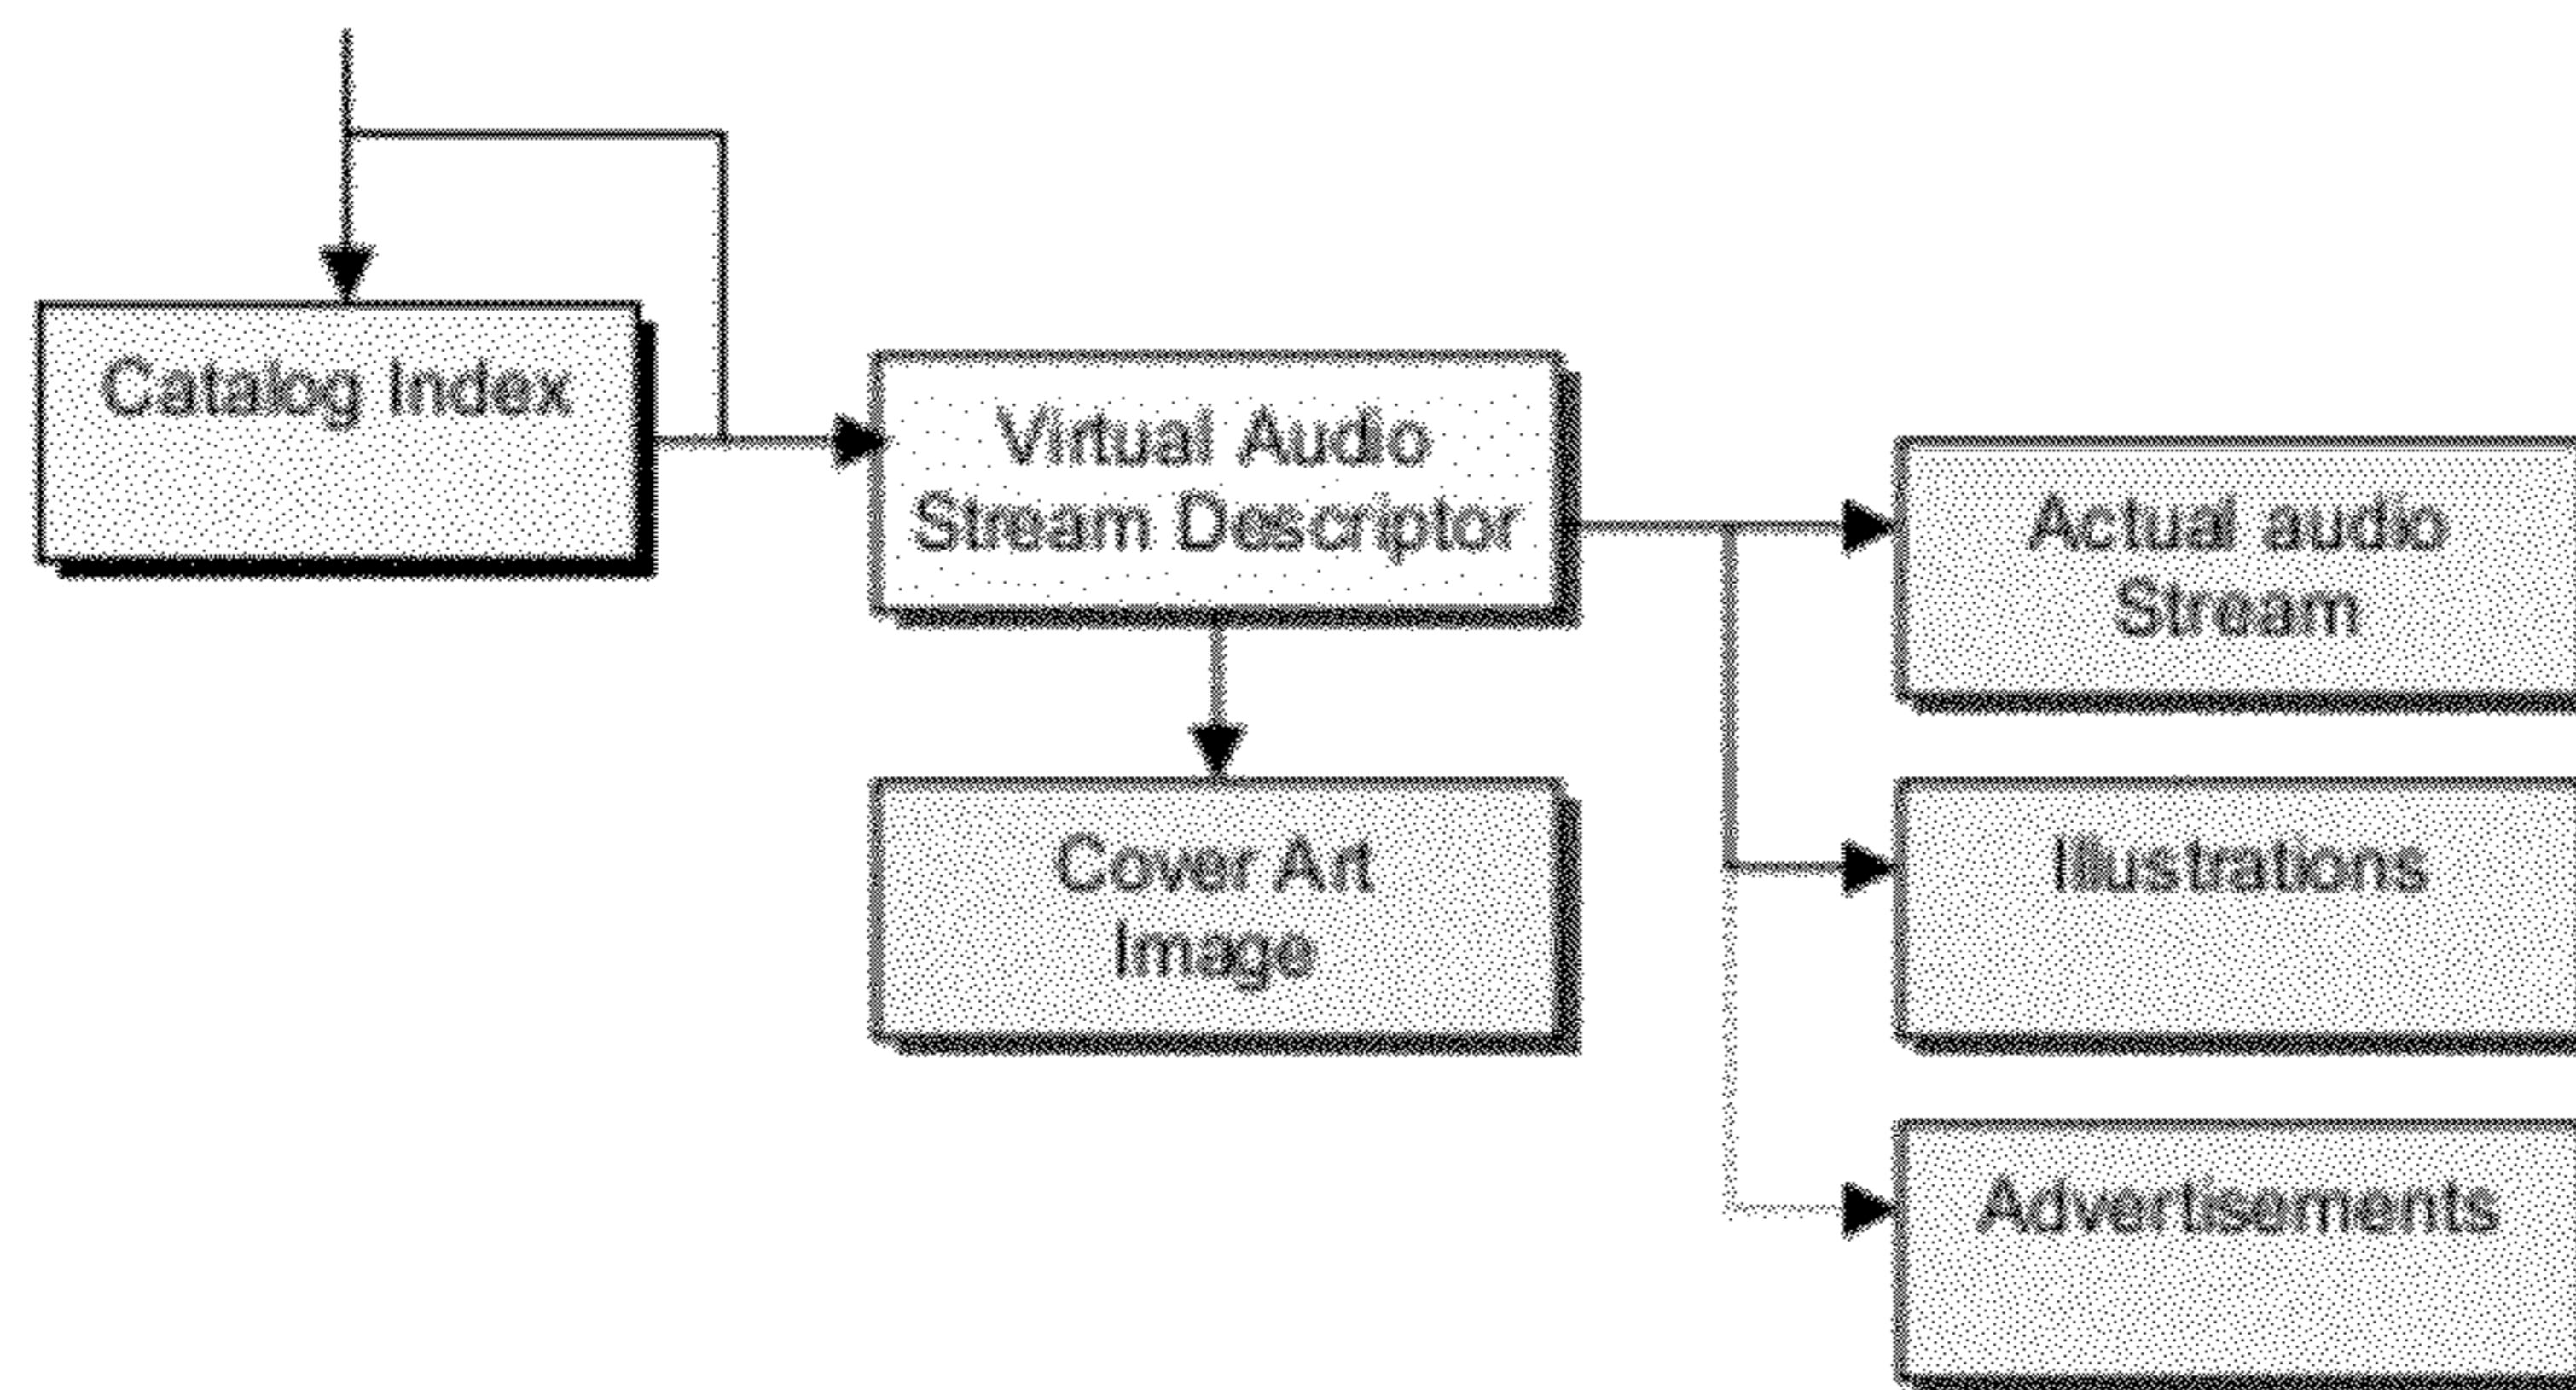 Catalog Index
Virtual Audio
Stream Descriptor
Actual audio
Stream
Cover Art
Image
Illustrations
Advertisements